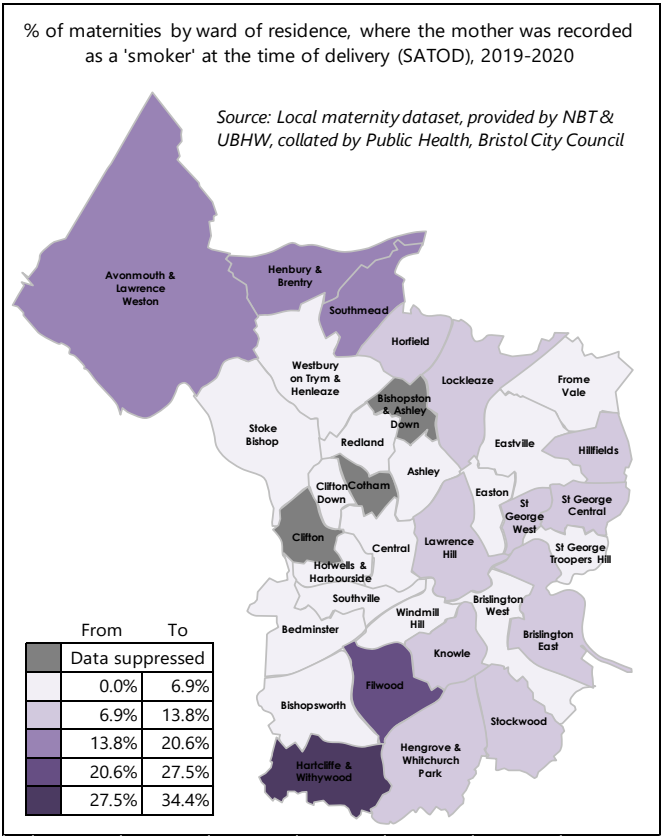 % of maternities by ward of residence, where the mother was recorded
as a 'smoker' at the time of delivery (SATOD), 2019-2020
Source: Local maternity dataset, provided by NBT &
UBHW, collated by Public Health, Bristol City Council
Avonmouth &
Lawrence
Weston
Henbury &
Brentry
Southmead
Horfield
Westbury
on Trym &
Henleaze
Lockleaze
Frome
Vale
Bishopston
& Ashley
Down
Stoke
Bishop
Redland
Eastville
Hillfields
Ashley
Clifton
Down
Cotham
Easton
St
George
West
St George
Central
Clifton
Central
Lawrence
Hill
St George
Troopers Hill
Hotwells &
Harbourside
Southville
Windmill
Hill
Brislington
West
Bedminster
Brislington
East
Knowle
Filwood
Bishopsworth
Stockwood
Hengrove &
Whitchurch
Park
Hartcliffe &
Withywood
From To
Data suppressed
0.0% 6.9%
6.9% 13.8%
13.8% 20.6%
20.6% 27.5%
27.5% 34.4%